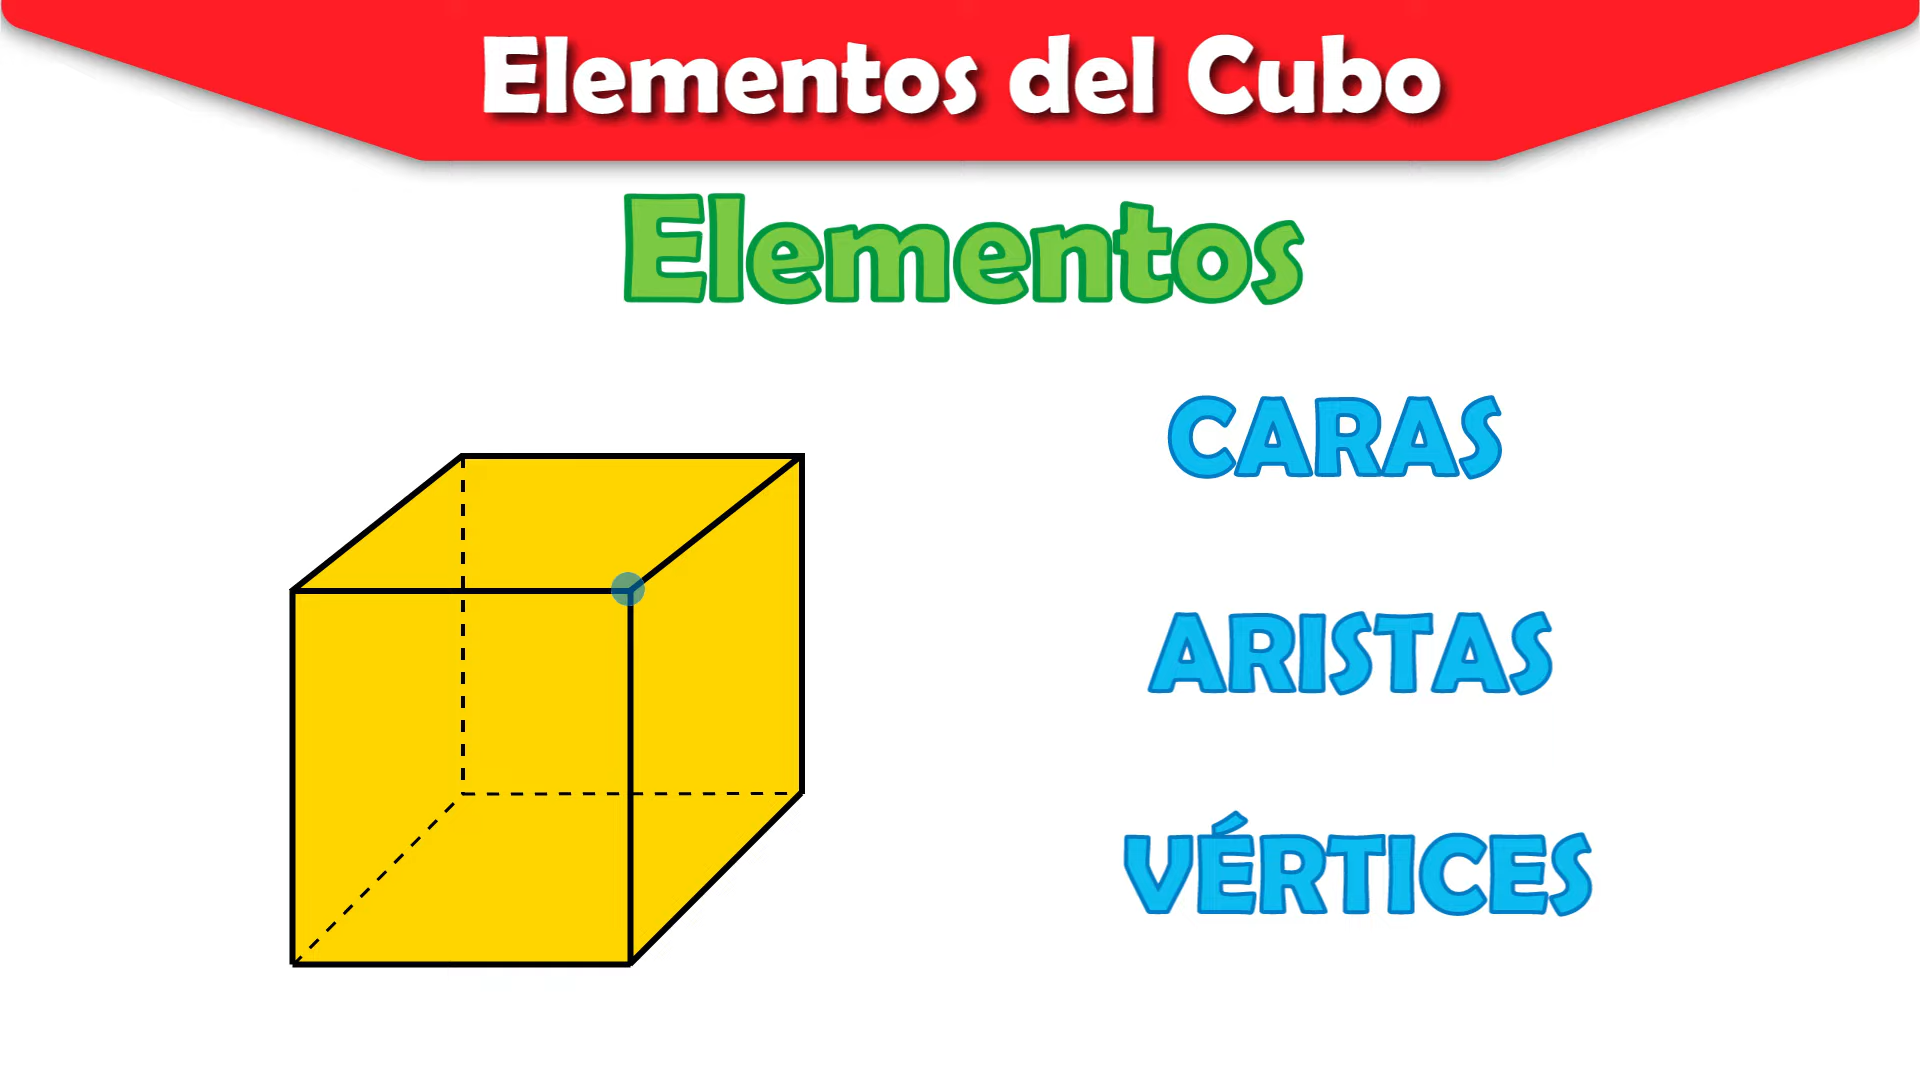 Elementos del Cubo
Elementos
CARAS
ARISTAS
VÉRTICES